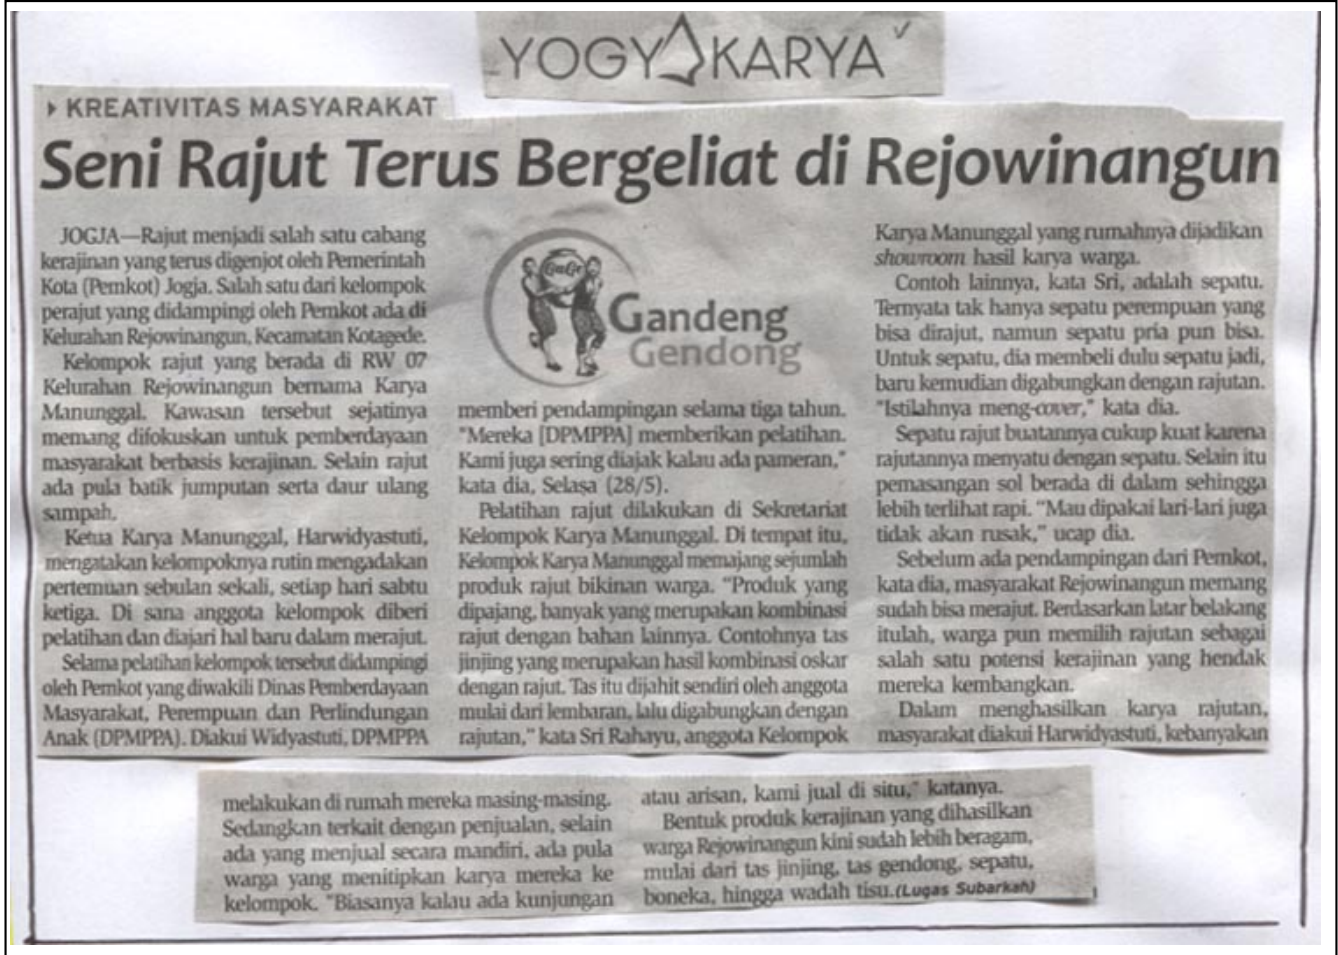 YOGYAKARYA
KREATIVITAS MASYARAKAT
Seni Rajut Terus Bergeliat di Rejowinangun
JOGJA—Rajut menjadi salah satu cabang
kerajinan yang terus digenjot oleh Pemerintah
Kota (Pemkot) Jogja. Salah satu dari kelompok
perajut yang didampingi oleh Pemkot ada di
Kelurahan Rejowinangun, Kecamatan Kotagede.
Kelompok rajut yang berada di RW 07
Kelurahan Rejowinangun bernama Karya
Manunggal. Kawasan tersebut sejatinya
memang difokuskan untuk pemberdayaan
masyarakat berbasis kerajinan. Selain rajut
ada pula batik jumputan serta daur ulang
sampah.
Ketua Karya Manunggal, Harwidyastuti,
mengatakan kelompoknya rutin mengadakan
pertemuan sebulan sekali, setiap hari sabtu
ketiga. Di sana anggota kelompok diberi
pelatihan dan diajari hal baru dalam merajut.
Selama pelatihan kelompok tersebut didampingi
oleh Pemkot yang diwakili Dinas Pemberdayaan
Masyarakat, Perempuan dan Perlindungan
Anak (DPMPPA). Diakui Widyastuti, DPMPPA
GaGe
Gandeng
Gendong
memberi pendampingan selama tiga tahun.
"Mereka [DPMPPA] memberikan pelatihan.
Kami juga sering diajak kalau ada pameran,"
kata dia, Selasa (28/5).
Pelatihan rajut dilakukan di Sekretariat
Kelompok Karya Manunggal. Di tempat itu,
Kelompok Karya Manunggal memajang sejumlah
produk rajut bikinan warga. "Produk yang
dipajang, banyak yang merupakan kombinasi
rajut dengan bahan lainnya. Contohnya tas
jinjing yang merupakan hasil kombinasi oskar
dengan rajut. Tas itu dijahit sendiri oleh anggota
mulai dari lembaran, lalu digabungkan dengan
rajutan," kata Sri Rahayu, anggota Kelompok
Karya Manunggal yang rumahnya dijadikan
showroom hasil karya warga.
Contoh lainnya, kata Sri, adalah sepatu.
Ternyata tak hanya sepatu perempuan yang
bisa dirajut, namun sepatu pria pun bisa.
Untuk sepatu, dia membeli dulu sepatu jadi,
baru kemudian digabungkan dengan rajutan.
"Istilahnya meng-cover," kata dia.
Sepatu rajut buatannya cukup kuat karena
rajutannya menyatu dengan sepatu. Selain itu
pemasangan sol berada di dalam sehingga
lebih terlihat rapi. "Mau dipakai lari-lari juga
tidak akan rusak," ucap dia.
Sebelum ada pendampingan dari Pemkot,
kata dia, masyarakat Rejowinangun memang
sudah bisa merajut. Berdasarkan latar belakang
itulah, warga pun memilih rajutan sebagai
salah satu potensi kerajinan yang hendak
mereka kembangkan.
Dalam menghasilkan karya rajutan,
masyarakat diakui Harwidyastuti, kebanyakan
melakukan di rumah mereka masing-masing.
Sedangkan terkait dengan penjualan, selain
ada yang menjual secara mandiri, ada pula
warga yang menitipkan karya mereka ke
kelompok. "Biasanya kalau ada kunjungan
atau arisan, kami jual di situ," katanya.
Bentuk produk kerajinan yang dihasilkan
warga Rejowinangun kini sudah lebih beragam,
mulai dari tas jinjing, tas gendong, sepatu,
boneka, hingga wadah tisu.(Lugas Subarkah)